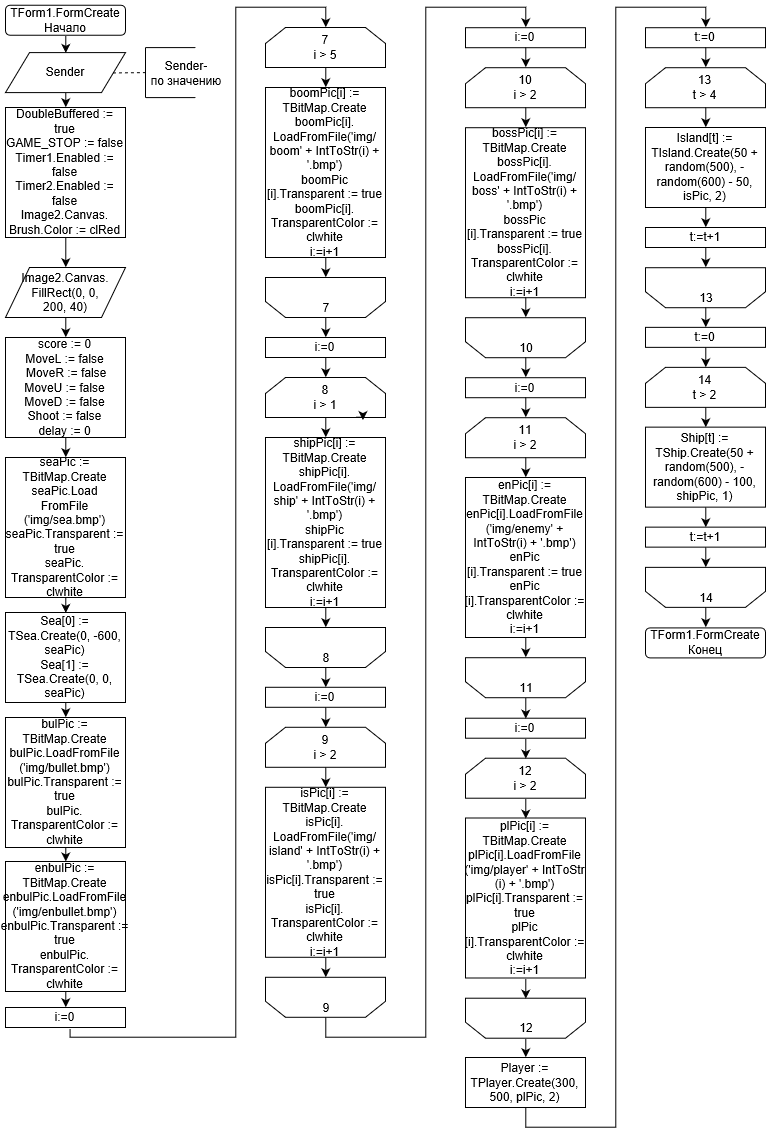 TForm1.FormCreate
Начало
Sender
Sender-
по значению
DoubleBuffered :=
true
GAME_STOP := false
Timer1.Enabled :=
false
Timer2.Enabled :=
false
Image2.Canvas.
Brush.Color := clRed
Image2.Canvas.
FillRect(0, 0,
200, 40)
score := 0
MoveL := false
MoveR := false
MoveU := false
MoveD := false
Shoot := false
delay := 0
seaPic :=
TBitMap.Create
seaPic.Load
FromFile
('img/sea.bmp')
seaPic.Transparent :=
true
seaPic.
TransparentColor :=
clwhite
Sea[0] :=
TSea.Create(0, -600,
seaPic)
Sea[1] :=
TSea.Create(0, 0,
seaPic)
bulPic :=
TBitMap.Create
bulPic.LoadFromFile
('img/bullet.bmp')
bulPic.Transparent :=
true
bulPic.
TransparentColor :=
clwhite
enbulPic :=
TBitMap.Create
enbulPic.LoadFromFile
('img/enbullet.bmp')
enbulPic.Transparent :=
true
enbulPic.
TransparentColor :=
clwhite
i:=0
7
i > 5
boomPic[i] :=
TBitMap.Create
boomPic[i].
LoadFromFile('img/
boom' + IntToStr(i) +
'.bmp')
boomPic
[i].Transparent := true
boomPic[i].
TransparentColor :=
clwhite
i:=i+1
7
i:=0
8
i > 1
shipPic[i] :=
TBitMap.Create
shipPic[i].
LoadFromFile('img/
ship' + IntToStr(i) +
'.bmp')
shipPic
[i].Transparent := true
shipPic[i].
TransparentColor :=
clwhite
i:=i+1
8
i:=0
9
i > 2
isPic[i] :=
TBitMap.Create
isPic[i].
LoadFromFile('img/
island' + IntToStr(i) +
'.bmp')
isPic[i].Transparent :=
true
isPic[i].
TransparentColor :=
clwhite
i:=i+1
9
i:=0
10
i > 2
bossPic[i] :=
TBitMap.Create
bossPic[i].
LoadFromFile('img/
boss' + IntToStr(i) +
'.bmp')
bossPic
[i].Transparent := true
bossPic[i].
TransparentColor :=
clwhite
i:=i+1
10
i:=0
11
i > 2
enPic[i] :=
TBitMap.Create
enPic[i].LoadFromFile
('img/enemy' +
IntToStr(i) + '.bmp')
enPic
[i].Transparent := true
enPic
[i].TransparentColor :=
clwhite
i:=i+1
11
i:=0
12
i > 2
plPic[i] :=
TBitMap.Create
plPic[i].LoadFromFile
('img/player' + IntToStr
(i) + '.bmp')
plPic[i].Transparent :=
true
plPic
[i].TransparentColor :=
clwhite
i:=i+1
12
Player :=
TPlayer.Create(300,
500, plPic, 2)
t:=0
13
t > 4
Island[t] :=
TIsland.Create(50 +
random(500), -
random(600) - 50,
isPic, 2)
t:=t+1
13
t:=0
14
t > 2
Ship[t] :=
TShip.Create(50 +
random(500), -
random(600) - 100,
shipPic, 1)
t:=t+1
14
TForm1.FormCreate
Конец